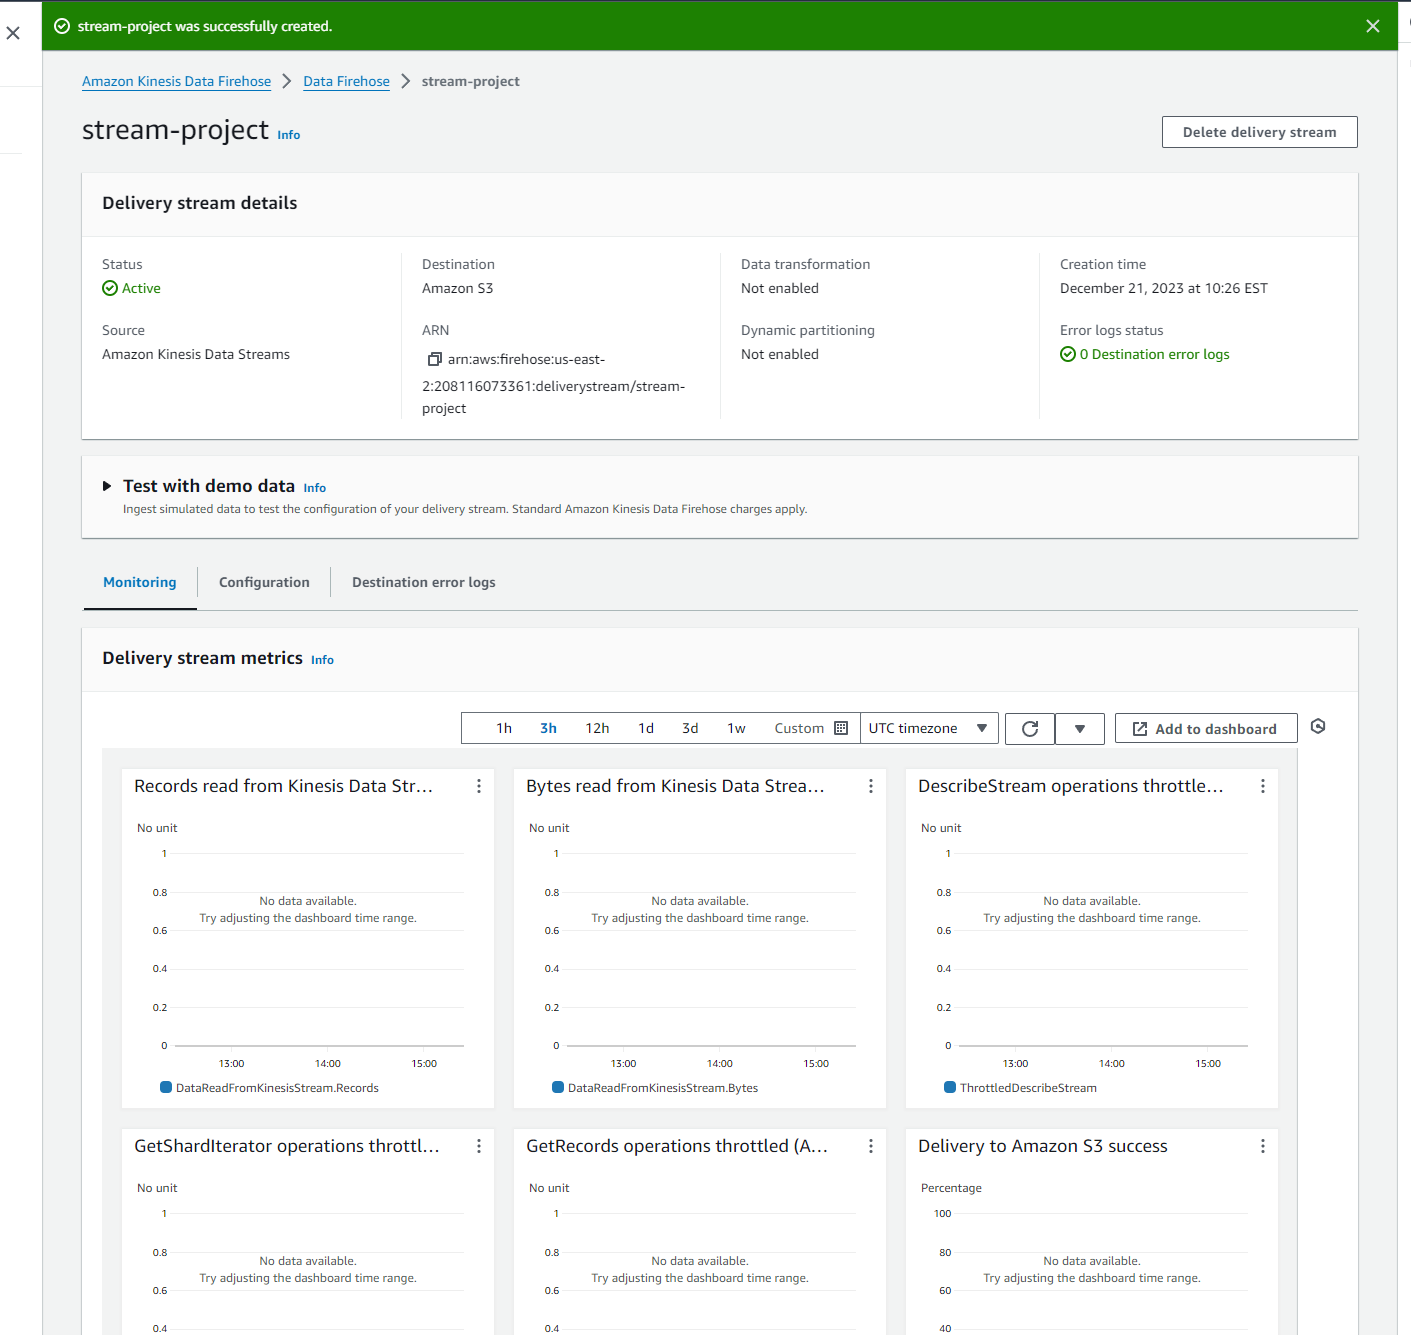 stream-project was successfully created.
Amazon Kinesis Data Firehose
Data Firehose
stream-project
stream-project Info
Delete delivery stream
Delivery stream details
Status
Active
Source
Amazon Kinesis Data Streams
Destination
Amazon S3
ARN
arn:aws:firehose:us-east-
2:208116073361:deliverystream/stream-
project
Data transformation
Not enabled
Dynamic partitioning
Not enabled
Creation time
December 21, 2023 at 10:26 EST
Error logs status
0 Destination error logs
Test with demo data Info
Ingest simulated data to test the configuration of your delivery stream. Standard Amazon Kinesis Data Firehose charges apply.
Monitoring
Configuration
Destination error logs
Delivery stream metrics Info
1h 3h 12h 1d 3d 1w Custom UTC timezone Add to dashboard
Records read from Kinesis Data Str...
No unit
1
0.8
No data available.
Try adjusting the dashboard time range.
0.6
0.4
0.2
0
13:00 14:00 15:00
DataReadFromKinesisStream.Records
Bytes read from Kinesis Data Strea...
No unit
1
0.8
No data available.
Try adjusting the dashboard time range.
0.6
0.4
0.2
0
13:00 14:00 15:00
DataReadFromKinesisStream.Bytes
DescribeStream operations throttle...
No unit
1
0.8
No data available.
Try adjusting the dashboard time range.
0.6
0.4
0.2
0
13:00 14:00 15:00
ThrottledDescribeStream
GetShardIterator operations throttl...
No unit
1
0.8
No data available.
Try adjusting the dashboard time range.
0.6
0.4
GetRecords operations throttled (A...
No unit
1
0.8
No data available.
Try adjusting the dashboard time range.
0.6
0.4
Delivery to Amazon S3 success
Percentage
100
80
No data available.
Try adjusting the dashboard time range.
60
40